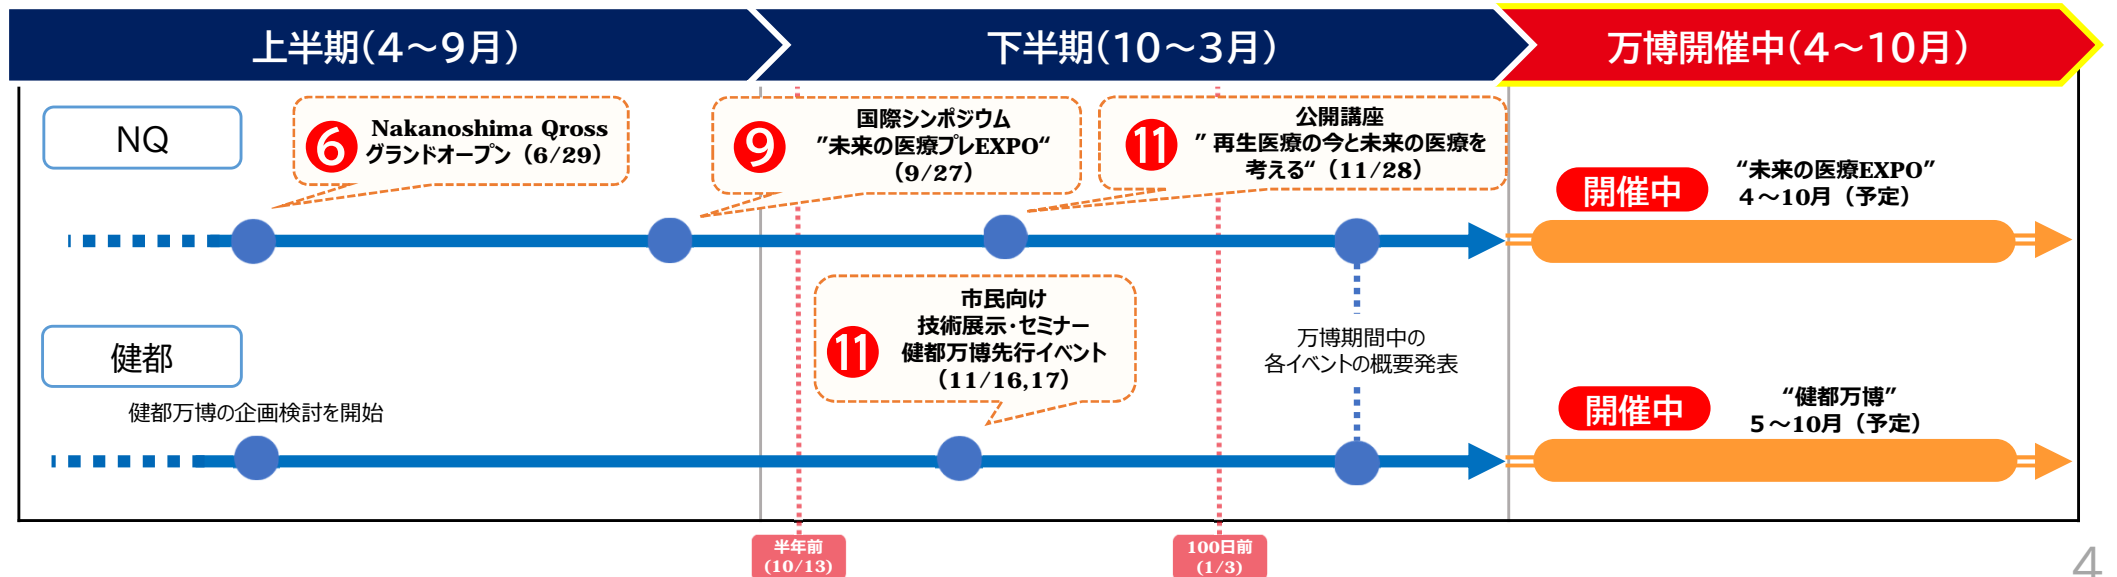 上半期(4～9月)
下半期(10～3月)
万博開催中(4～10月)
NQ
❻
Nakanoshima Qross
グランドオープン（6/29）
❾
国際シンポジウム
”未来の医療プレEXPO“
（9/27）
⓫
公開講座
” 再生医療の今と未来の医療を
考える“（11/28）
開催中
“未来の医療EXPO”
４～10月（予定）
健都
健都万博の企画検討を開始
⓫
市民向け
技術展示・セミナー
健都万博先行イベント
（11/16,17）
万博期間中の
各イベントの概要発表
開催中
“健都万博”
５～10月（予定）
半年前
(10/13)
100日前
(1/3)
4